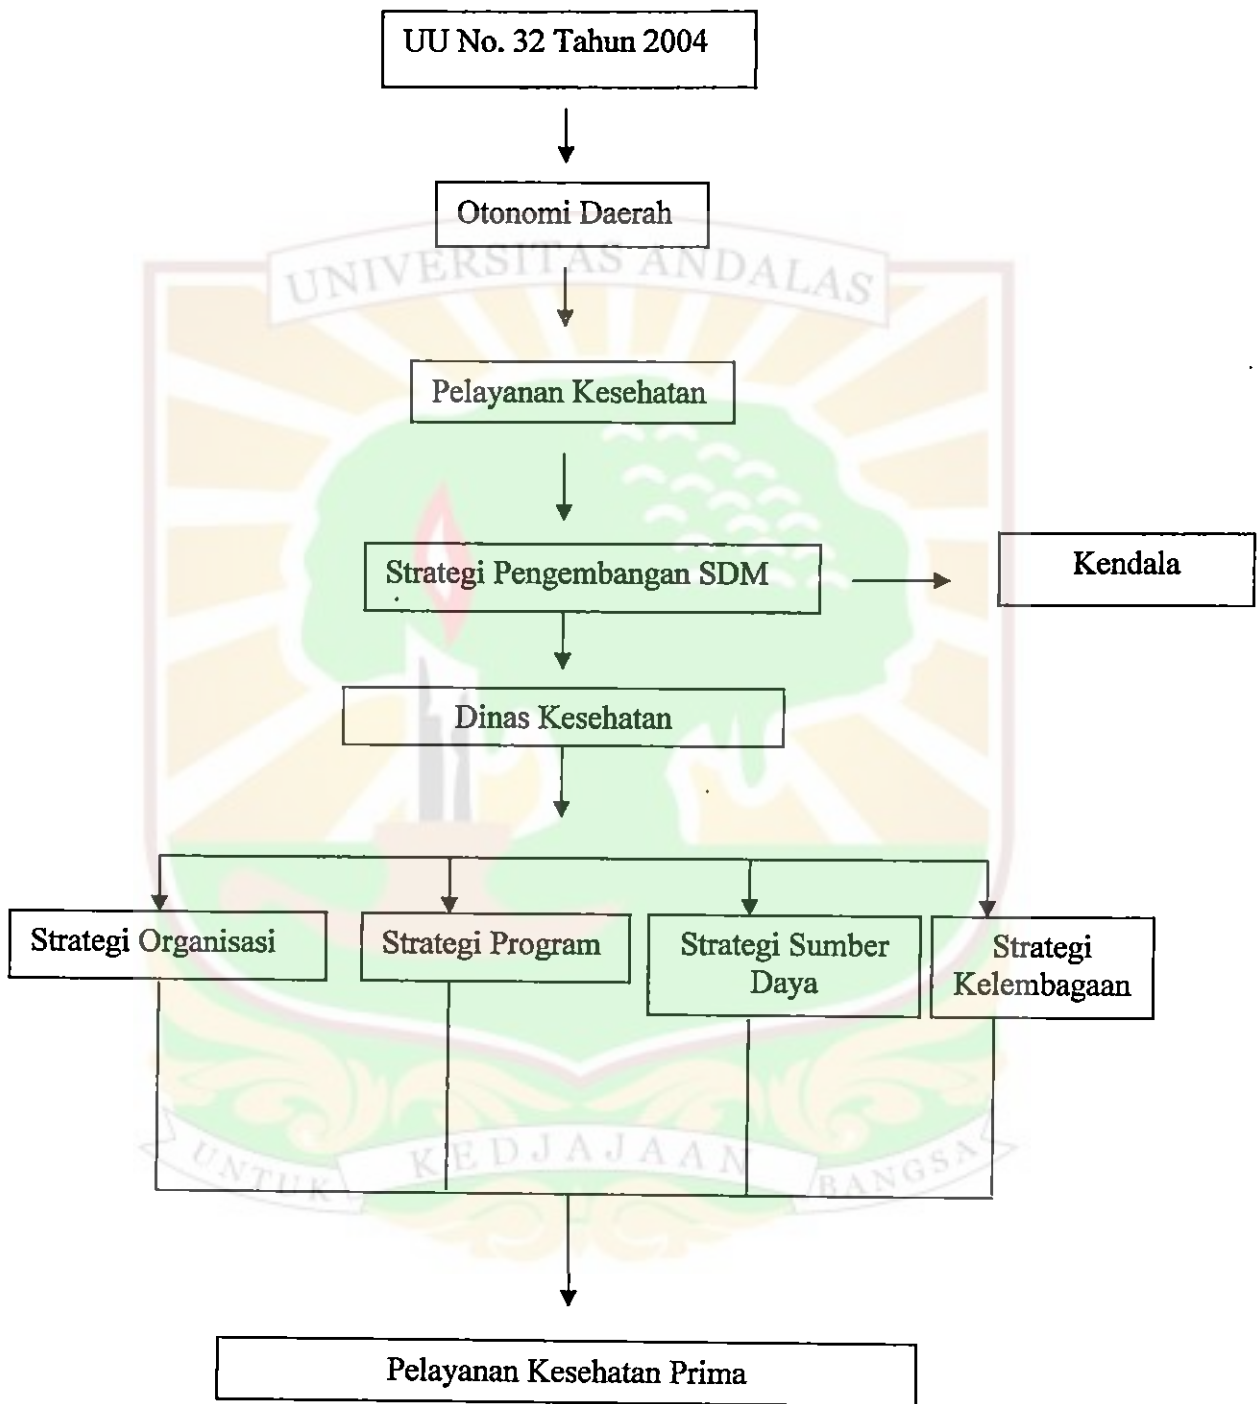 UU No. 32 Tahun 2004
Otonomi Daerah
UNIVERSITAS ANDALAS
Pelayanan Kesehatan
Strategi Pengembangan SDM
Kendala
Dinas Kesehatan
Strategi Organisasi
Strategi Program
Strategi Sumber
Daya
Strategi
Kelembagaan
UNTUK KEDJAJAAN BANGSA
Pelayanan Kesehatan Prima